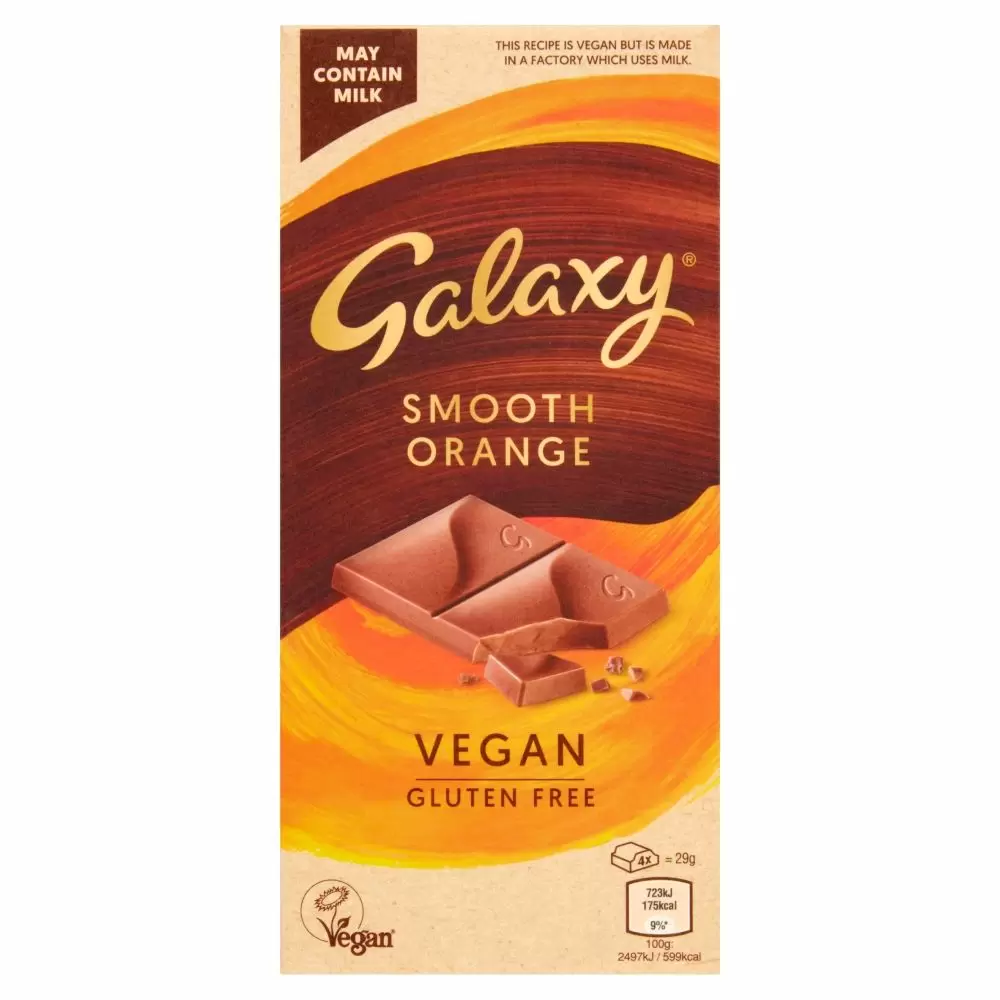 MAY
CONTAIN
MILK
THIS RECIPE IS VEGAN BUT IS MADE
IN A FACTORY WHICH USES MILK.
Galaxy®
SMOOTH
ORANGE
VEGAN
GLUTEN FREE
4x = 29g
723kJ
175kcal
9%*
100g:
2497kJ / 599kcal
Vegan